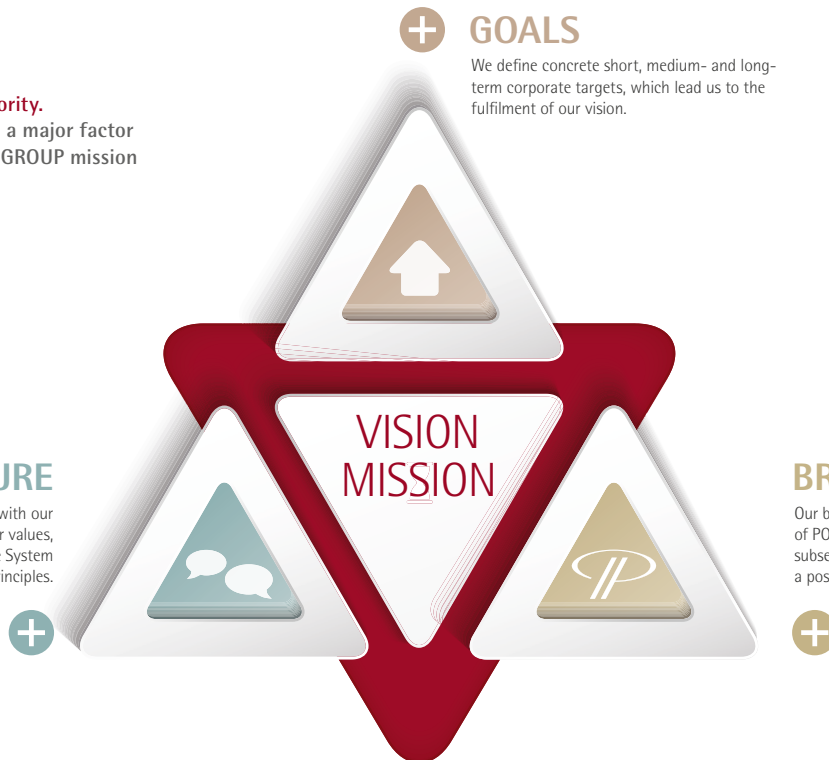 GOALS
We define concrete short, medium- and long-
term corporate targets, which lead us to the
fulfilment of our vision.
ority.
a major factor
GROUP mission
VISION
MISSION
URE
with our
r values,
System
inciples.
BR
Our b
of PO
subse
a pos